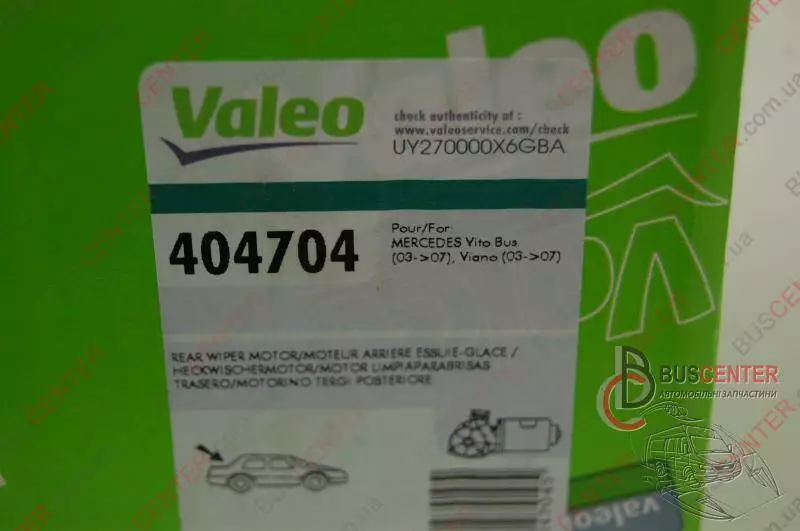 Valeo
check authenticity at :
www.valeoservice.com/check
UY270000X6GBA
404704
Pour/For:
MERCEDES Vito Bus
(03->07), Viano (03->07)
REAR WIPER MOTOR/MOTEUR ARRIERE ESSUIE-GLACE /
HECKWISCHERMOTOR/MOTOR LIMPIAPARABRISAS
TRASERO/MOTORINO TERGI POSTERIORE
BUSCENTER
АВТОМОБІЛЬНІ ЗАПЧАСТИНИ